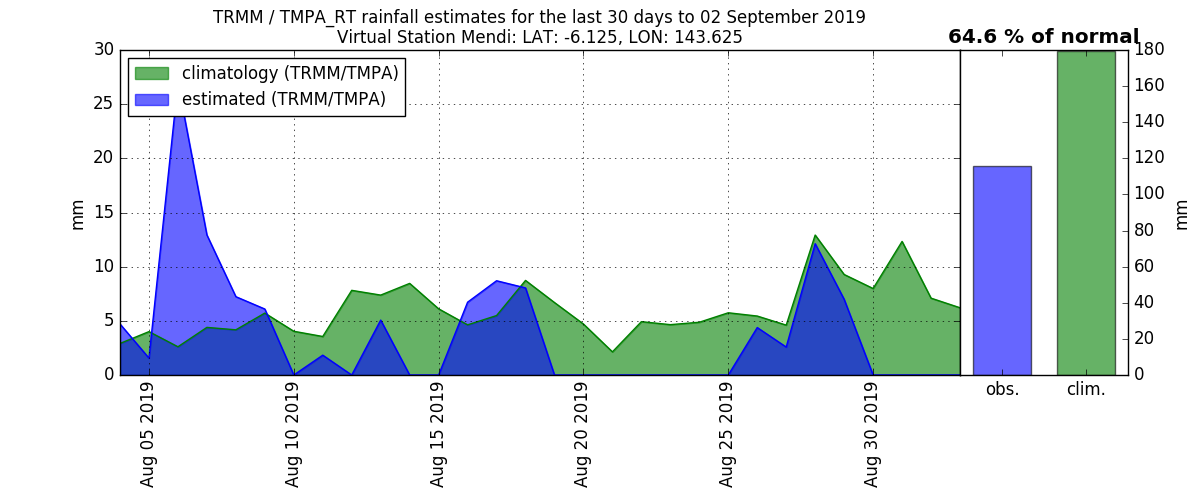 TRMM / TMPA_RT rainfall estimates for the last 30 days to 02 September 2019
Virtual Station Mendi: LAT: -6.125, LON: 143.625
64.6 % of normal
climatology (TRMM/TMPA)
estimated (TRMM/TMPA)
30
25
20
15
10
5
0
mm
Aug 05 2019
Aug 10 2019
Aug 15 2019
Aug 20 2019
Aug 25 2019
Aug 30 2019
180
160
140
120
100
80
60
40
20
0
mm
obs.
clim.